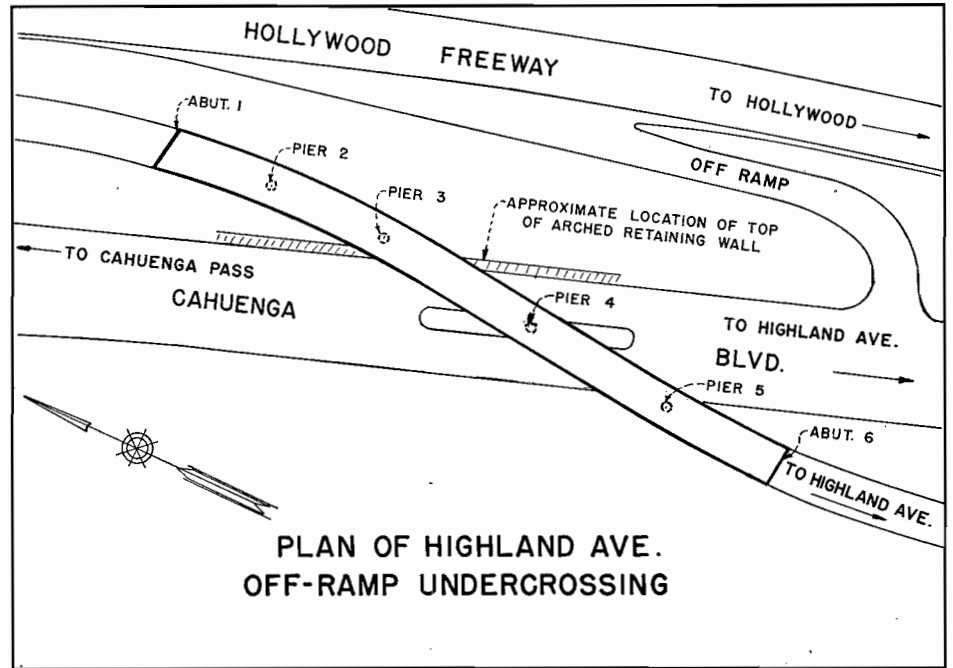 HOLLYWOOD FREEWAY
TO HOLLYWOOD
OFF RAMP
ABUT. 1
PIER 2
PIER 3
APPROXIMATE LOCATION OF TOP
OF ARCHED RETAINING WALL
TO CAHUENGA PASS
CAHUENGA
PIER 4
TO HIGHLAND AVE.
BLVD.
PIER 5
ABUT. 6
TO HIGHLAND AVE.
PLAN OF HIGHLAND AVE.
OFF-RAMP UNDERCROSSING